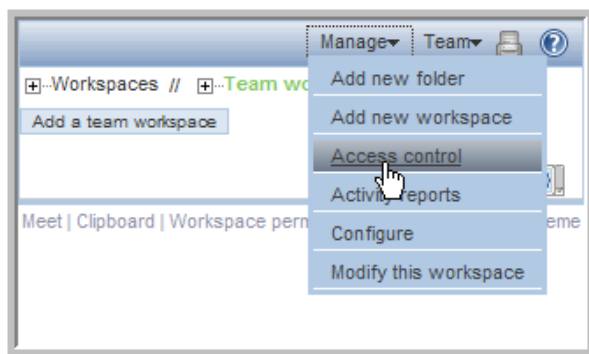 Manage▾ Team▾ ?
Workspaces // Team wo
Add a team workspace
Add new folder
Add new workspace
Access control
Activity reports
Configure
Modify this workspace
Meet | Clipboard | Workspace perm eme